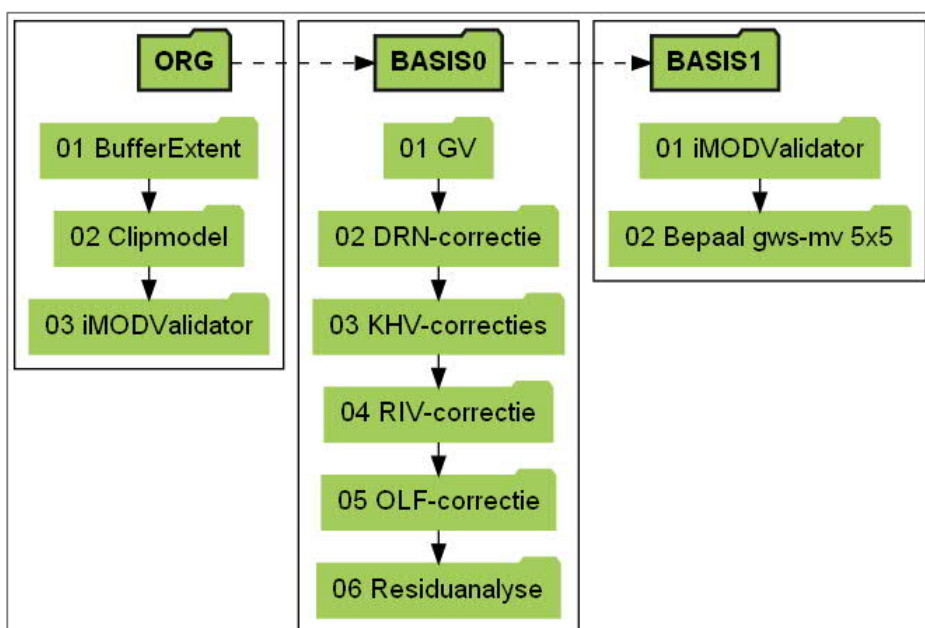 ORG
01 BufferExtent
02 Clipmodel
03 iMODValidator
BASIS0
01 GV
02 DRN-correctie
03 KHV-correcties
04 RIV-correctie
05 OLF-correctie
06 Residuanalyse
BASIS1
01 iMODValidator
02 Bepaal gws-mv 5x5